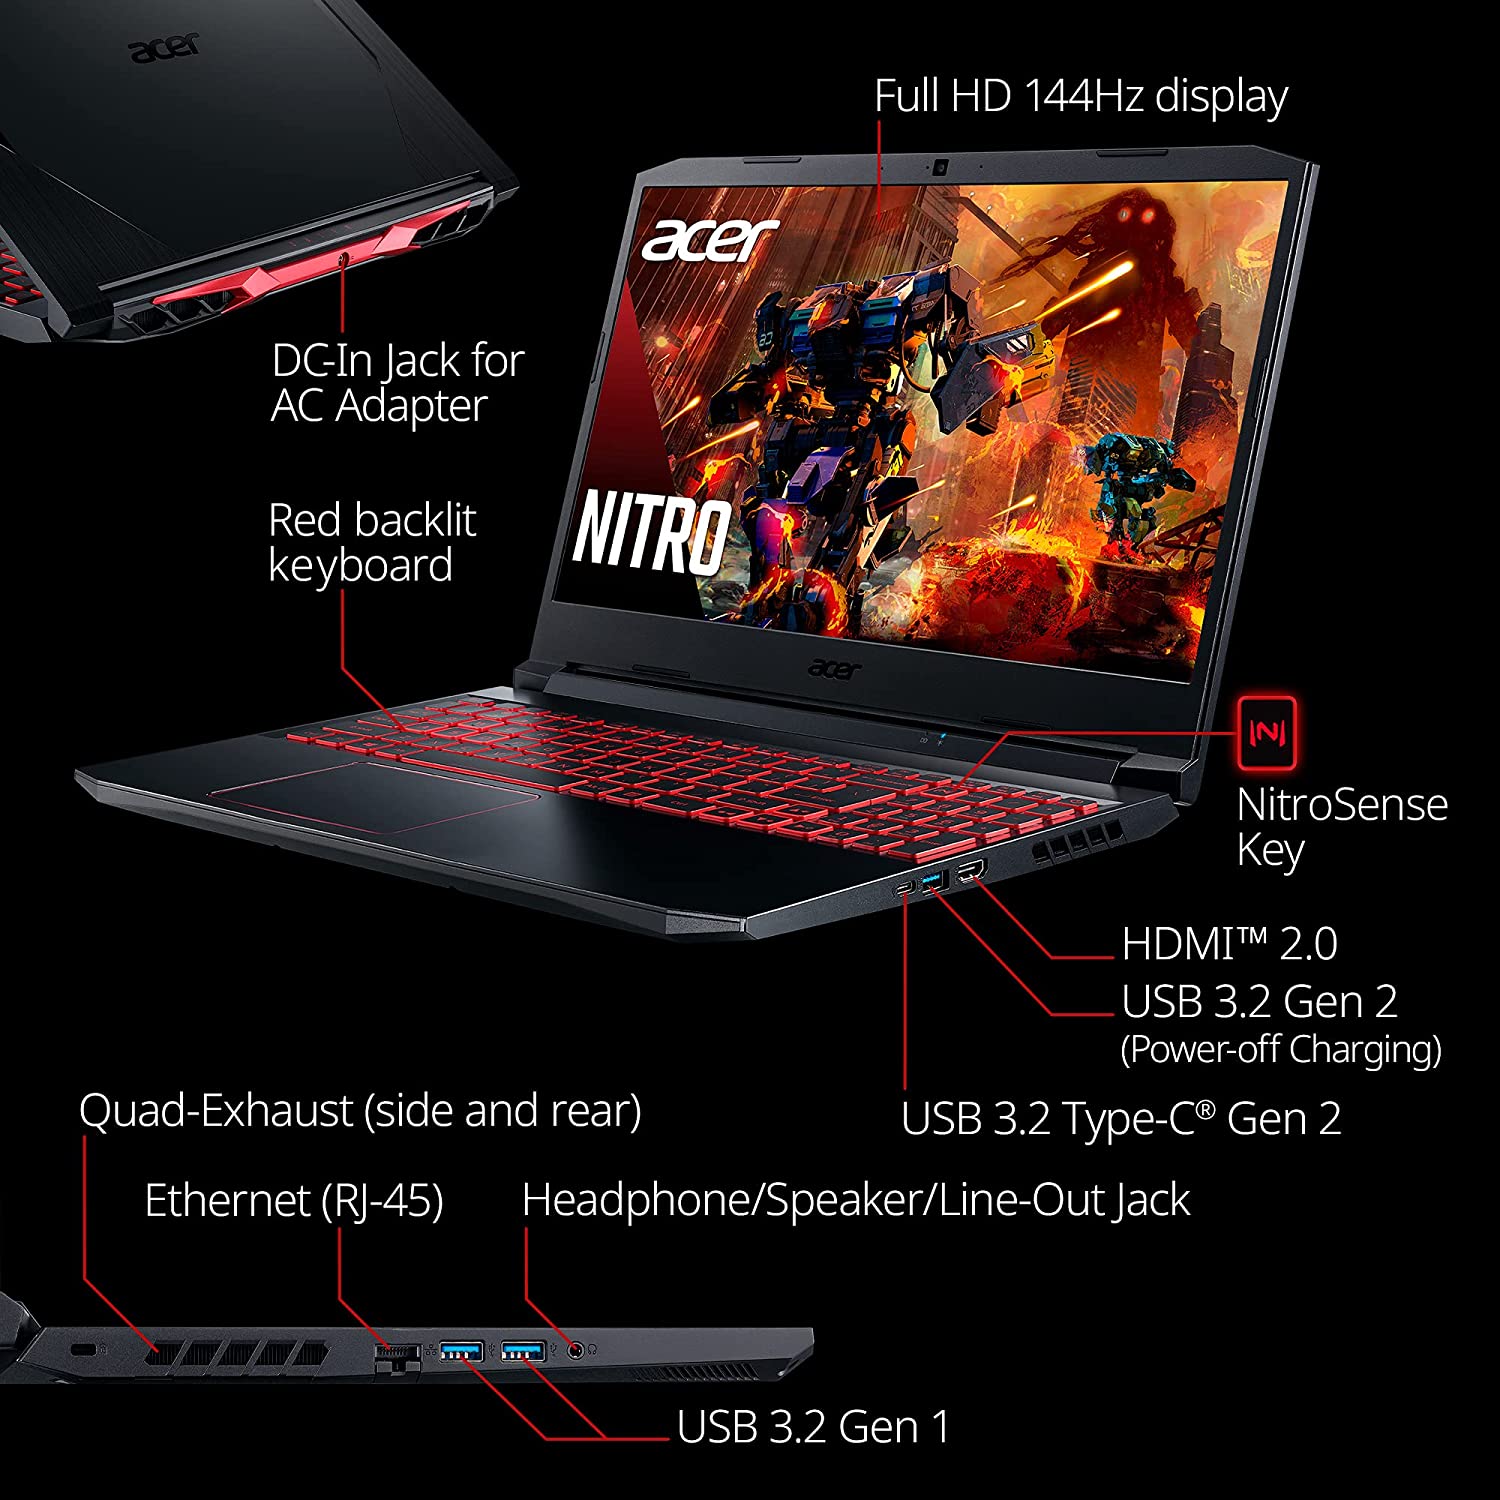 acer
Full HD 144Hz display
acer
NITRO
acer
DC-In Jack for
AC Adapter
Red backlit
keyboard
NitroSense
Key
HDMI™ 2.0
USB 3.2 Gen 2
(Power-off Charging)
USB 3.2 Type-C® Gen 2
Quad-Exhaust (side and rear)
Ethernet (RJ-45)
Headphone/Speaker/Line-Out Jack
USB 3.2 Gen 1